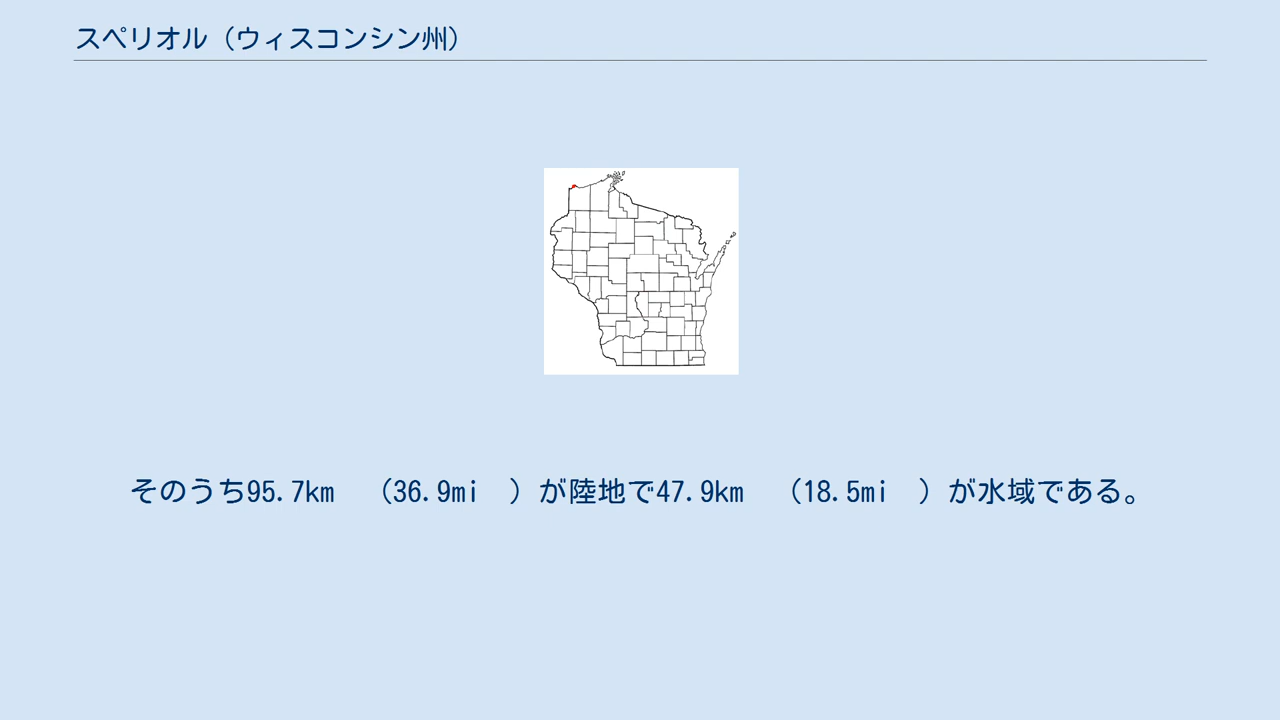 スペリオル（ウィスコンシン州）
そのうち95.7km　（36.9mi　）が陸地で47.9km　（18.5mi　）が水域である。